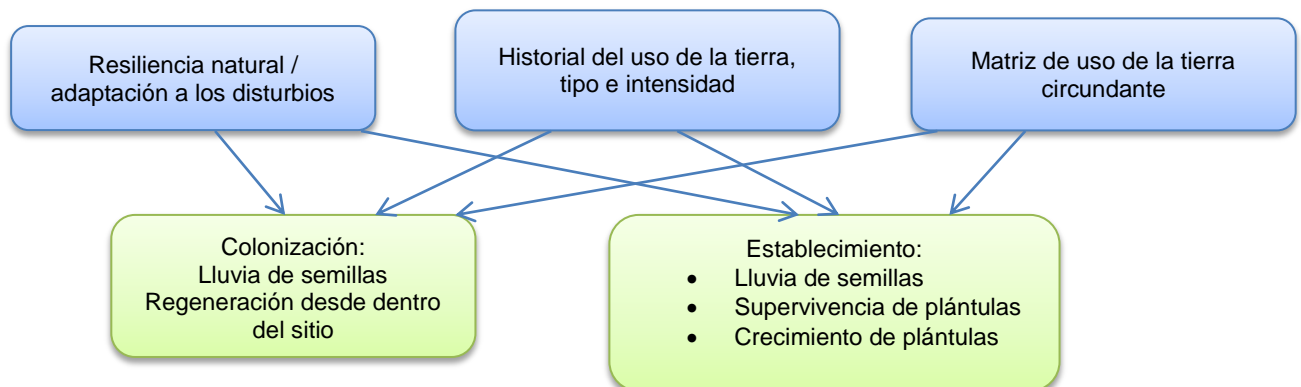 Resiliencia natural /
adaptación a los disturbios
Historial del uso de la tierra,
tipo e intensidad
Matriz de uso de la tierra
circundante
Colonización:
Lluvia de semillas
Regeneración desde dentro
del sitio
Establecimiento:
• Lluvia de semillas
• Supervivencia de plántulas
• Crecimiento de plántulas